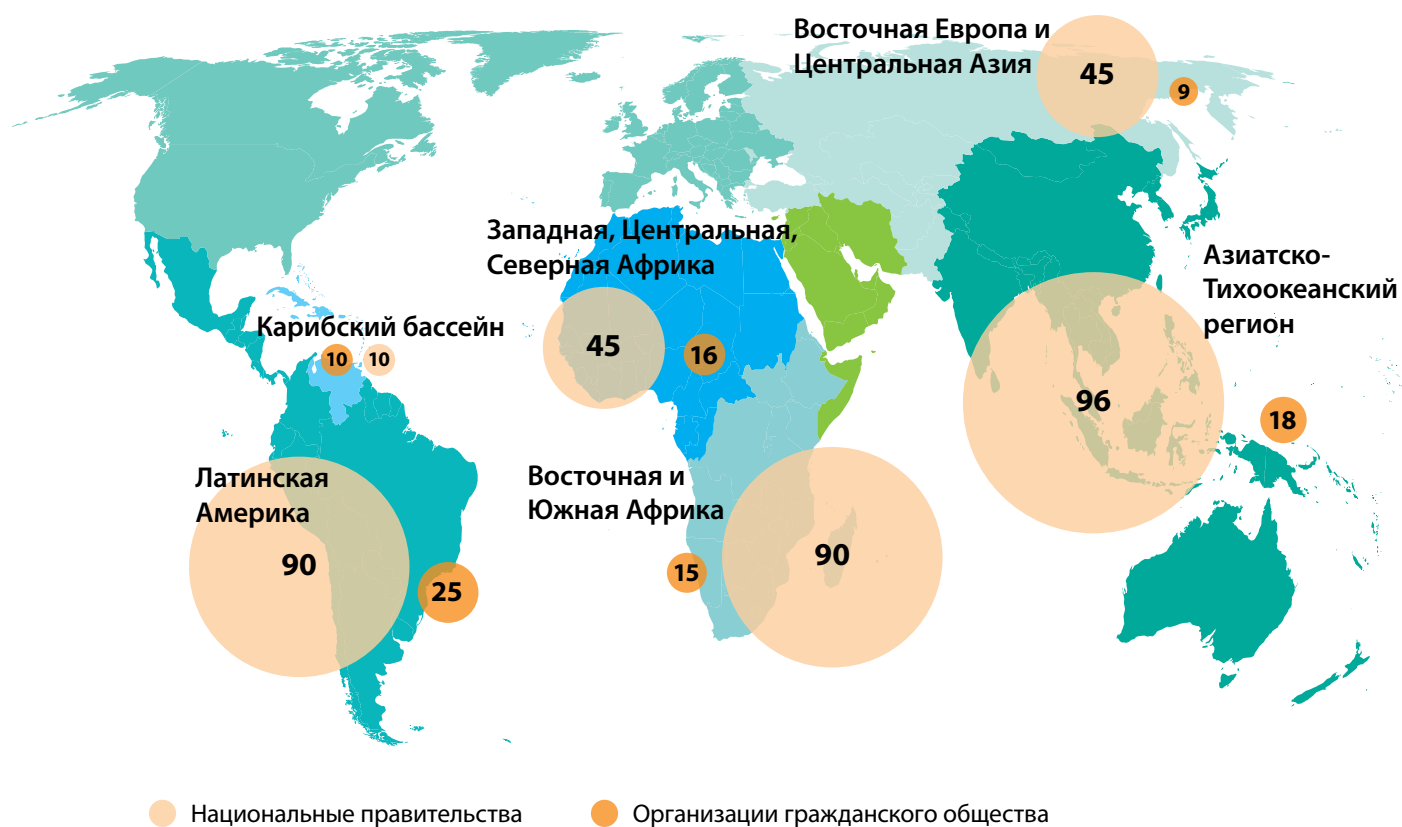 Восточная Европа и
Центральная Азия
45
9
Западная, Центральная,
Северная Африка
45
16
Азиатско-
Тихоокеанский
регион
96
18
Карибский бассейн
10
10
Латинская
Америка
90
25
Восточная и
Южная Африка
15
90
Национальные правительства
Организации гражданского общества